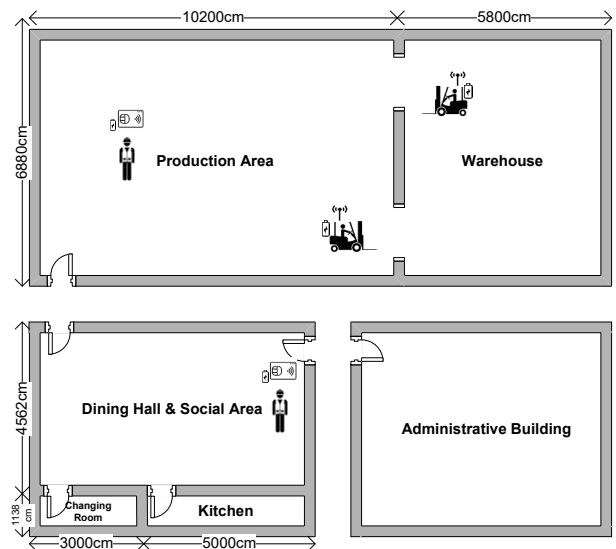 10200cm
5800cm
6880cm
Production Area
Warehouse
4562cm
Dining Hall & Social Area
Administrative Building
1138
cm
Changing
Room
Kitchen
3000cm
5000cm